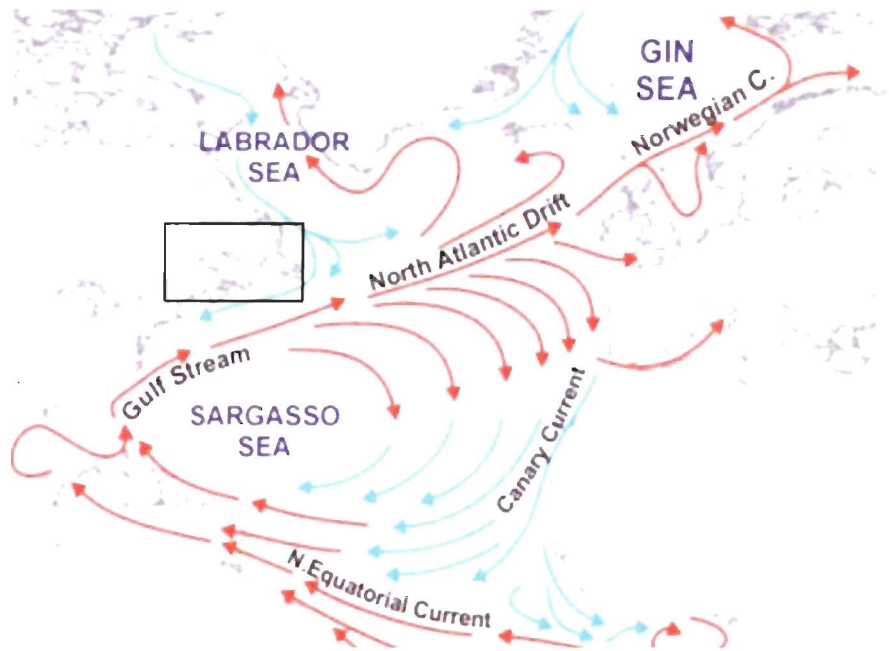 GIN
SEA
Norwegian C.
LABRADOR
SEA
North Atlantic Drift
Gulf Stream
SARGASSO
SEA
Canary Current
N.Equatorial Current